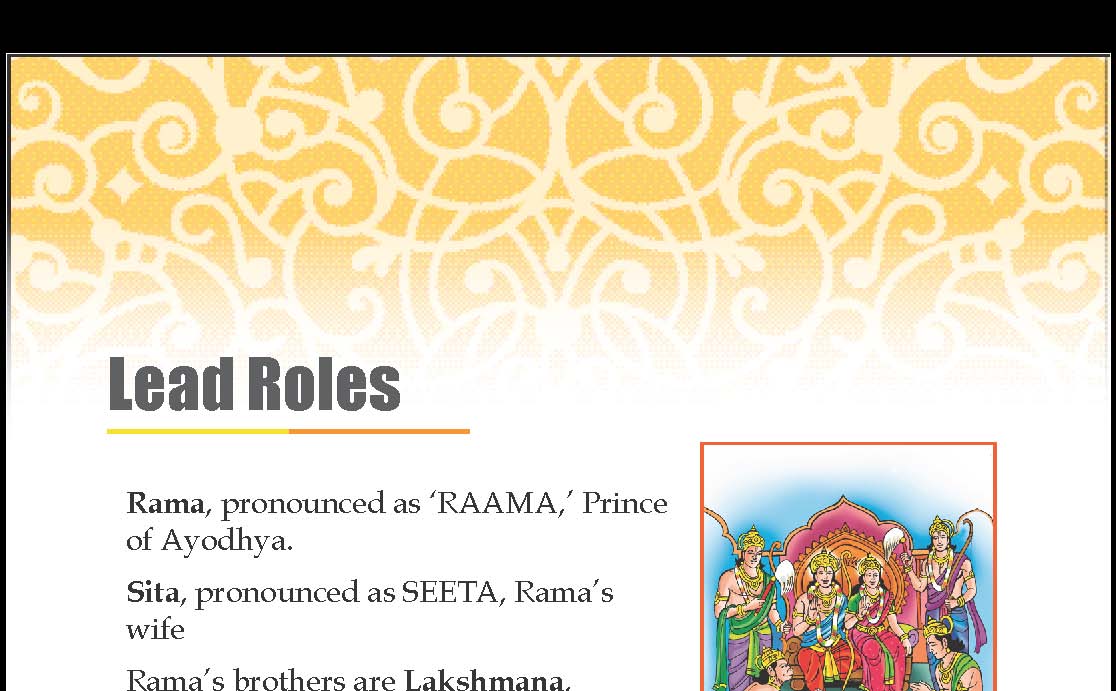 Lead Roles
Rama, pronounced as ‘RAAMA,’ Prince
of Ayodhya.
Sita, pronounced as SEETA, Rama’s
wife
Rama’s brothers are Lakshmana,